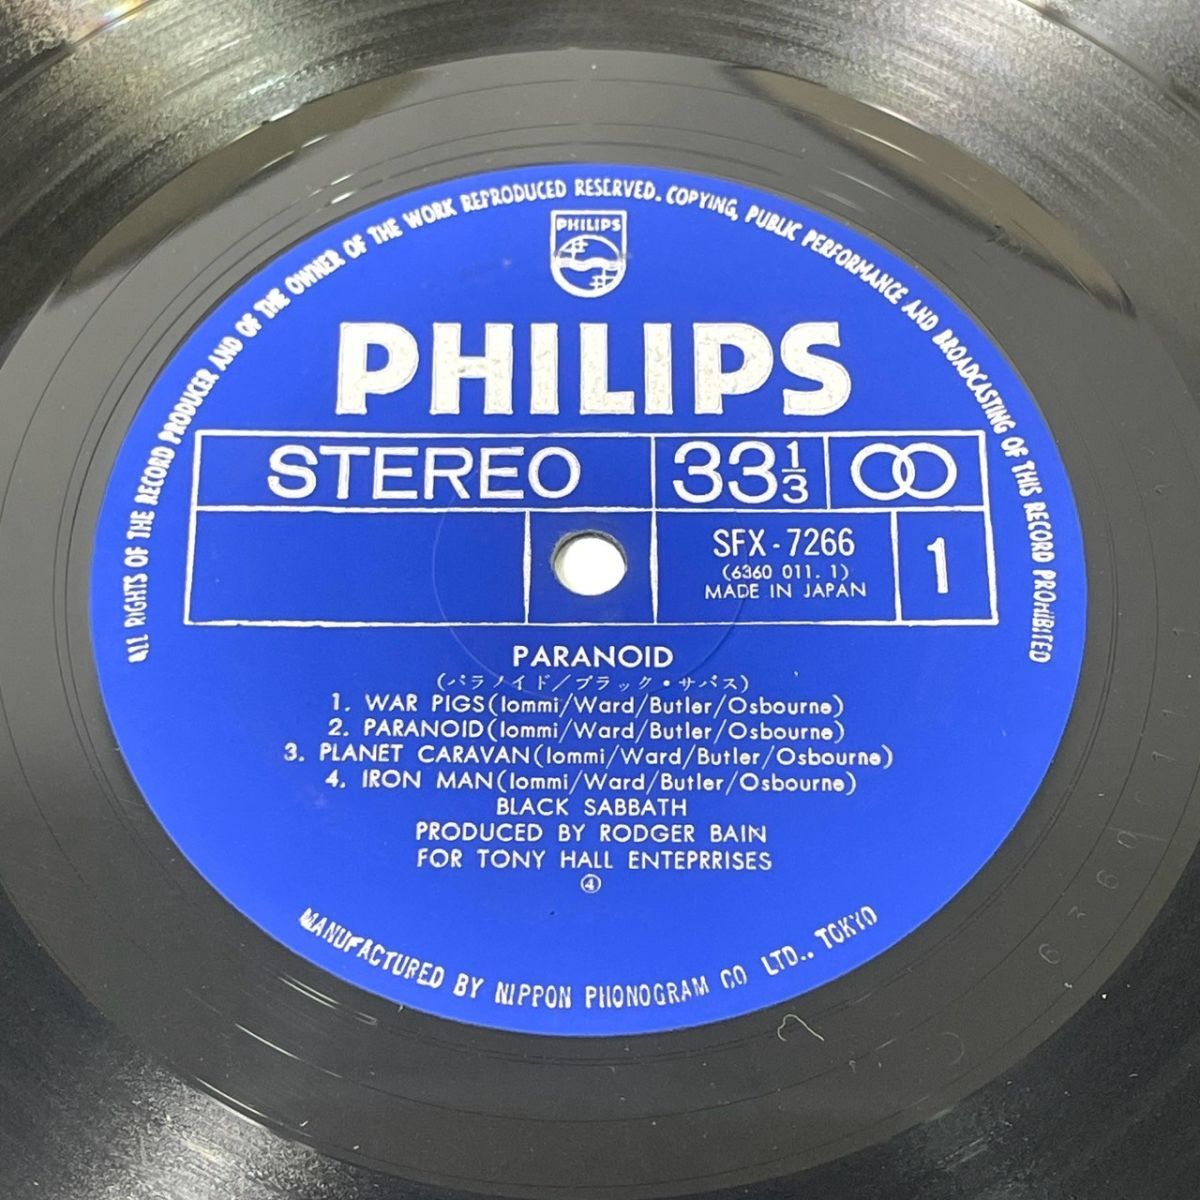 ALL RIGHTS OF THE RECORD PRODUCER AND OF THE OWNER OF THE WORK REPRODUCED RESERVED. COPYING, PUBLIC PERFORMANCE AND BROADCASTING OF THIS RECORD PROHIBITED
PHILIPS
PHILIPS
STEREO 33 1/3
SFX-7266
(6360 011. 1)
MADE IN JAPAN
1
PARANOID
(パラノイド/ブラック・サバス)
1. WAR PIGS(Iommi/Ward/Butler/Osbourne)
2. PARANOID(Iommi/Ward/Butler/Osbourne)
3. PLANET CARAVAN(Iommi/Ward/Butler/Osbourne)
4. IRON MAN(Iommi/Ward/Butler/Osbourne)
BLACK SABBATH
PRODUCED BY RODGER BAIN
FOR TONY HALL ENTEPRRISES
④
MANUFACTURED BY NIPPON PHONOGRAM CO LTD., TOKYO